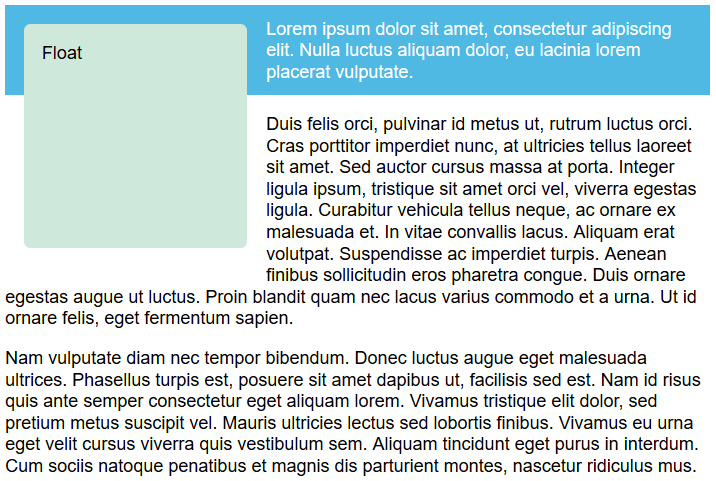 Float
Lorem ipsum dolor sit amet, consectetur adipiscing
elit. Nulla luctus aliquam dolor, eu lacinia lorem
placerat vulputate.
Duis felis orci, pulvinar id metus ut, rutrum luctus orci.
Cras porttitor imperdiet nunc, at ultricies tellus laoreet
sit amet. Sed auctor cursus massa at porta. Integer
ligula ipsum, tristique sit amet orci vel, viverra egestas
ligula. Curabitur vehicula tellus neque, ac ornare ex
malesuada et. In vitae convallis lacus. Aliquam erat
volutpat. Suspendisse ac imperdiet turpis. Aenean
finibus sollicitudin eros pharetra congue. Duis ornare
egestas augue ut luctus. Proin blandit quam nec lacus varius commodo et a urna. Ut id
ornare felis, eget fermentum sapien.
Nam vulputate diam nec tempor bibendum. Donec luctus augue eget malesuada
ultrices. Phasellus turpis est, posuere sit amet dapibus ut, facilisis sed est. Nam id risus
quis ante semper consectetur eget aliquam lorem. Vivamus tristique elit dolor, sed
pretium metus suscipit vel. Mauris ultricies lectus sed lobortis finibus. Vivamus eu urna
eget velit cursus viverra quis vestibulum sem. Aliquam tincidunt eget purus in interdum.
Cum sociis natoque penatibus et magnis dis parturient montes, nascetur ridiculus mus.